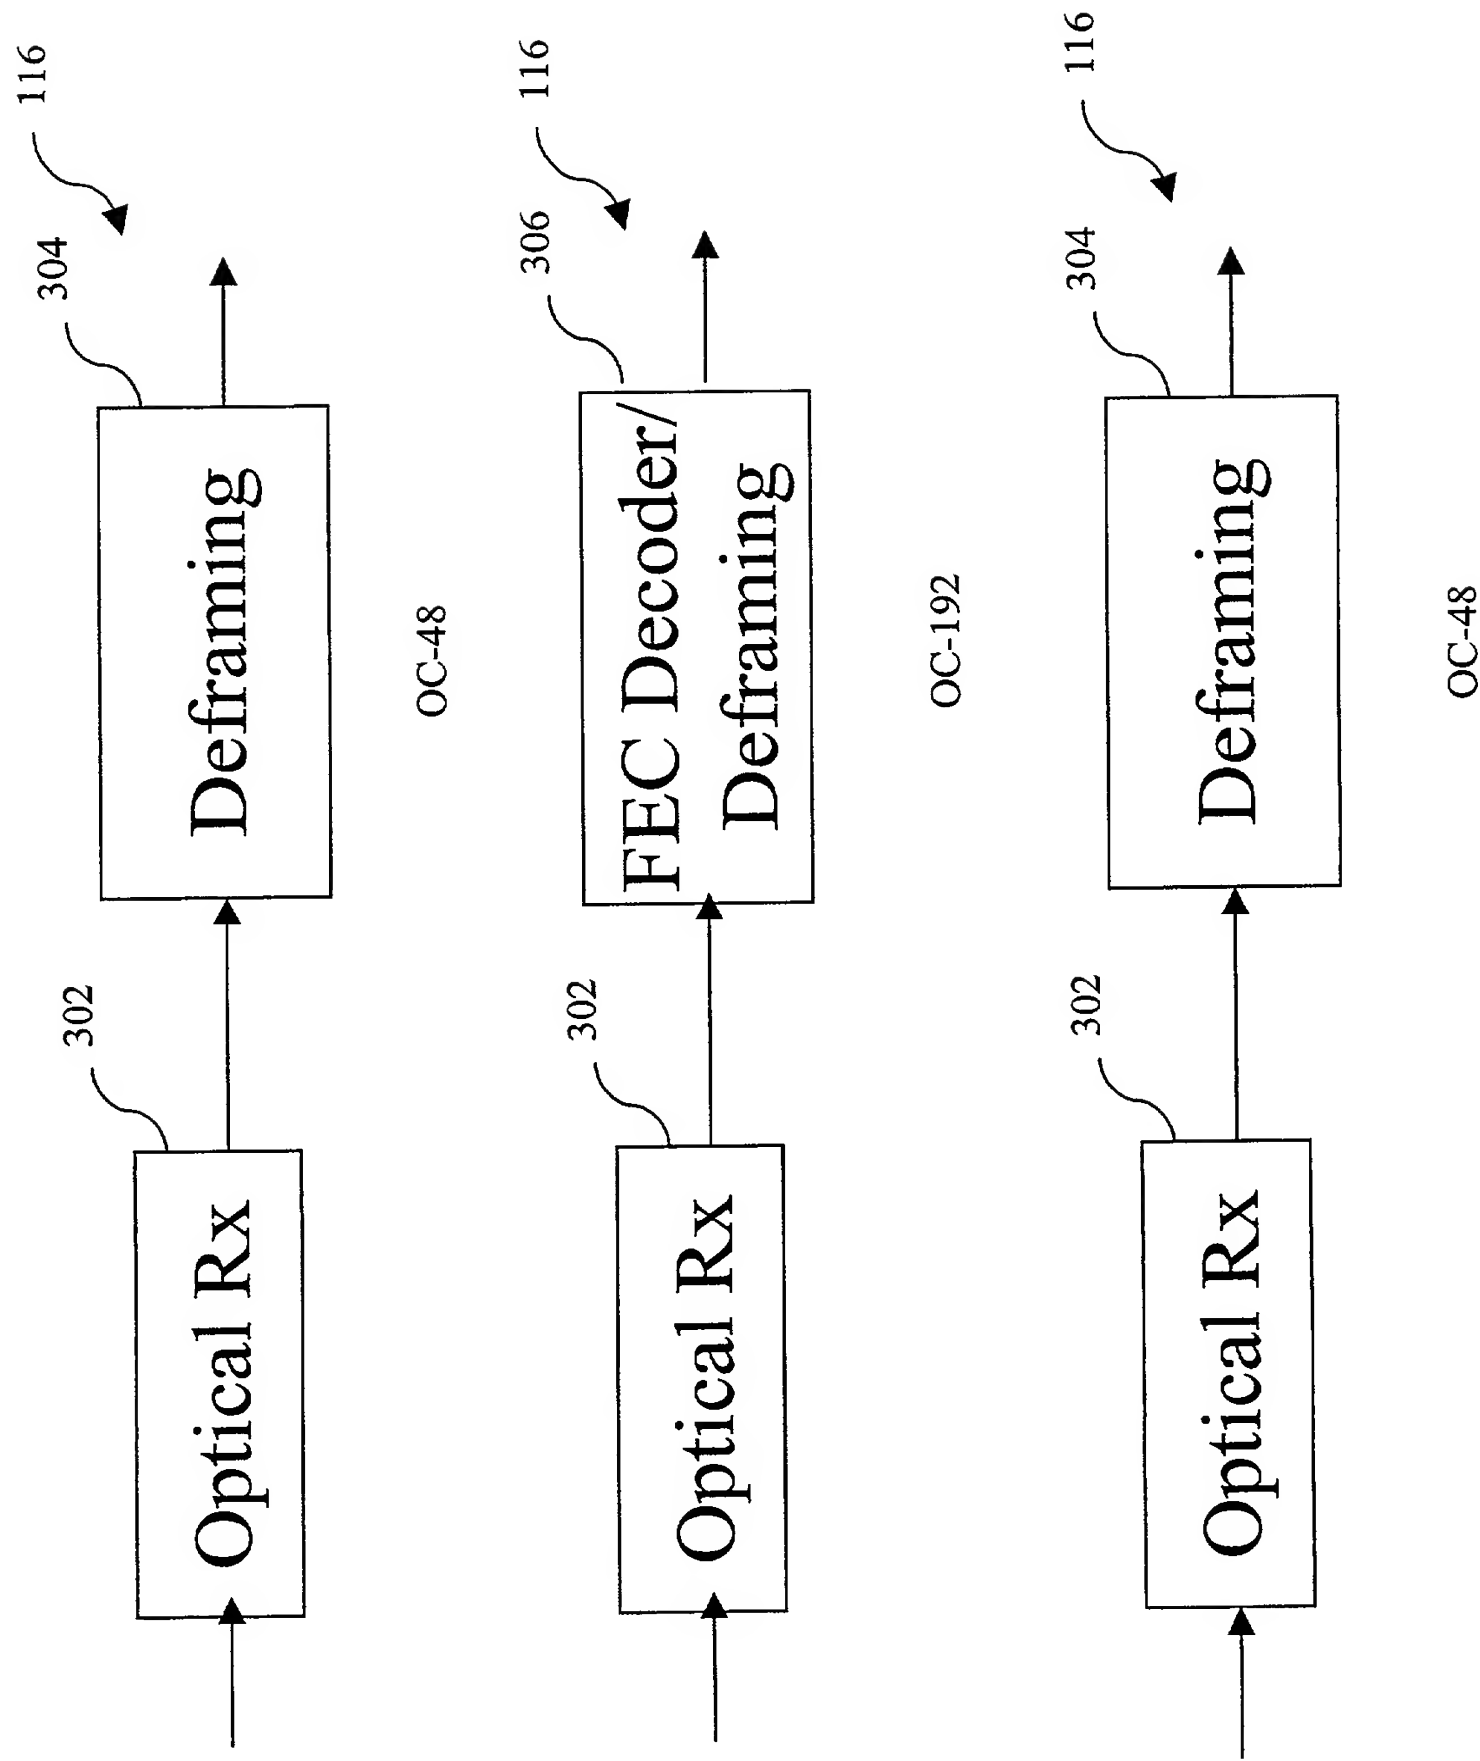 116
304
302
Optical Rx
Deframing
OC-48
116
306
302
Optical Rx
FEC Decoder/
Deframing
OC-192
116
304
302
Optical Rx
Deframing
OC-48